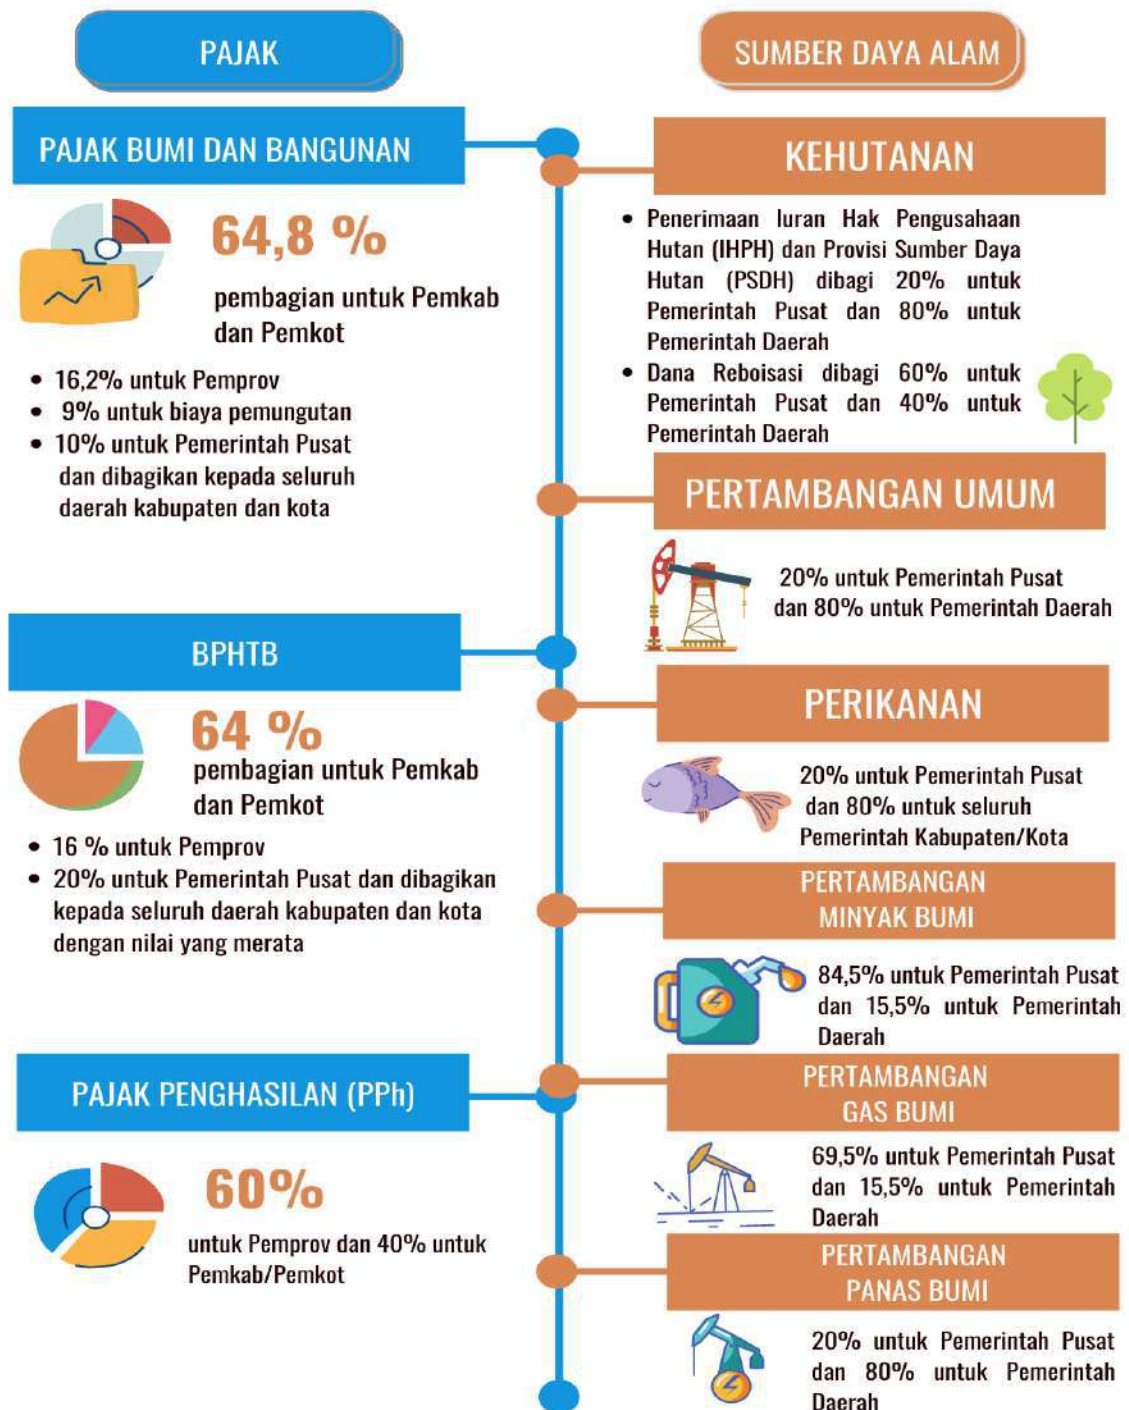 PAJAK
PAJAK BUMI DAN BANGUNAN
64,8 %
pembagian untuk Pemkab
dan Pemkot
• 16,2% untuk Pemprov
• 9% untuk biaya pemungutan
• 10% untuk Pemerintah Pusat
dan dibagikan kepada seluruh
daerah kabupaten dan kota
BPHTB
64 %
pembagian untuk Pemkab
dan Pemkot
• 16 % untuk Pemprov
• 20% untuk Pemerintah Pusat dan dibagikan
kepada seluruh daerah kabupaten dan kota
dengan nilai yang merata
PAJAK PENGHASILAN (PPh)
60%
untuk Pemprov dan 40% untuk
Pemkab/Pemkot
SUMBER DAYA ALAM
KEHUTANAN
• Penerimaan Iuran Hak Pengusahaan
Hutan (IHPH) dan Provisi Sumber Daya
Hutan (PSDH) dibagi 20% untuk
Pemerintah Pusat dan 80% untuk
Pemerintah Daerah
• Dana Reboisasi dibagi 60% untuk
Pemerintah Pusat dan 40% untuk
Pemerintah Daerah
PERTAMBANGAN UMUM
20% untuk Pemerintah Pusat
dan 80% untuk Pemerintah Daerah
PERIKANAN
20% untuk Pemerintah Pusat
dan 80% untuk seluruh
Pemerintah Kabupaten/Kota
PERTAMBANGAN
MINYAK BUMI
84,5% untuk Pemerintah Pusat
dan 15,5% untuk Pemerintah
Daerah
PERTAMBANGAN
GAS BUMI
69,5% untuk Pemerintah Pusat
dan 15,5% untuk Pemerintah
Daerah
PERTAMBANGAN
PANAS BUMI
20% untuk Pemerintah Pusat
dan 80% untuk Pemerintah
Daerah